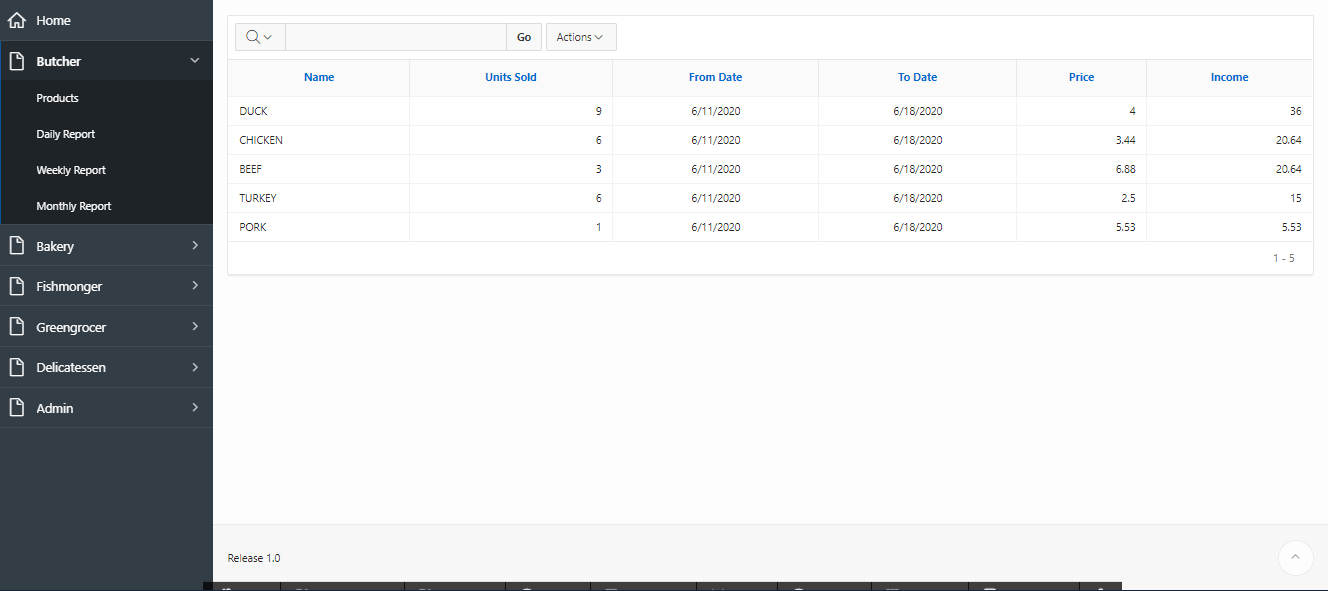 Home
Butcher
Products
Daily Report
Weekly Report
Monthly Report
Bakery
Fishmonger
Greengrocer
Delicatessen
Admin
Go Actions
Name Units Sold From Date To Date Price Income
DUCK 9 6/11/2020 6/18/2020 4 36
CHICKEN 6 6/11/2020 6/18/2020 3.44 20.64
BEEF 3 6/11/2020 6/18/2020 6.88 20.64
TURKEY 6 6/11/2020 6/18/2020 2.5 15
PORK 1 6/11/2020 6/18/2020 5.53 5.53
1 - 5
Release 1.0